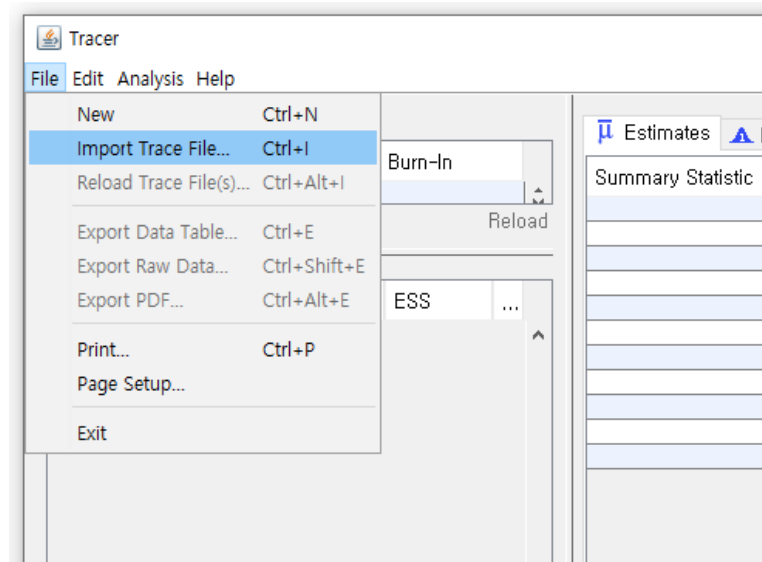 Tracer
File Edit Analysis Help
New Ctrl+N
Import Trace File... Ctrl+I
Reload Trace File(s)... Ctrl+Alt+I
Export Data Table... Ctrl+E
Export Raw Data... Ctrl+Shift+E
Export PDF... Ctrl+Alt+E
Print... Ctrl+P
Page Setup...
Exit
Burn-In
Reload
ESS ...
μ Estimates
Summary Statistic